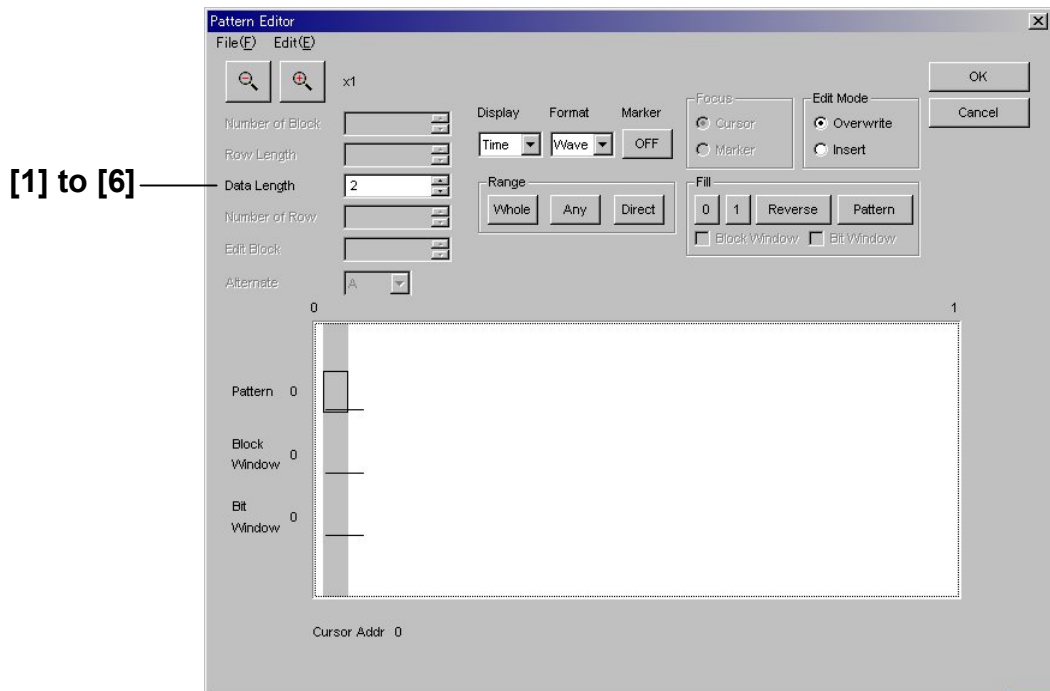 Pattern Editor
File(F) Edit(E)
x1
OK
Cancel
Number of Block
Row Length
[1] to [6]
Data Length 2
Number of Row
Edit Block
Alternate A
Display Format Marker
Time Wave OFF
Focus
Cursor
Marker
Edit Mode
Overwrite
Insert
Range
Whole Any Direct
Fill
0 1 Reverse Pattern
Block Window Bit Window
0 1
Pattern 0
Block
Window 0
Bit
Window 0
Cursor Addr 0